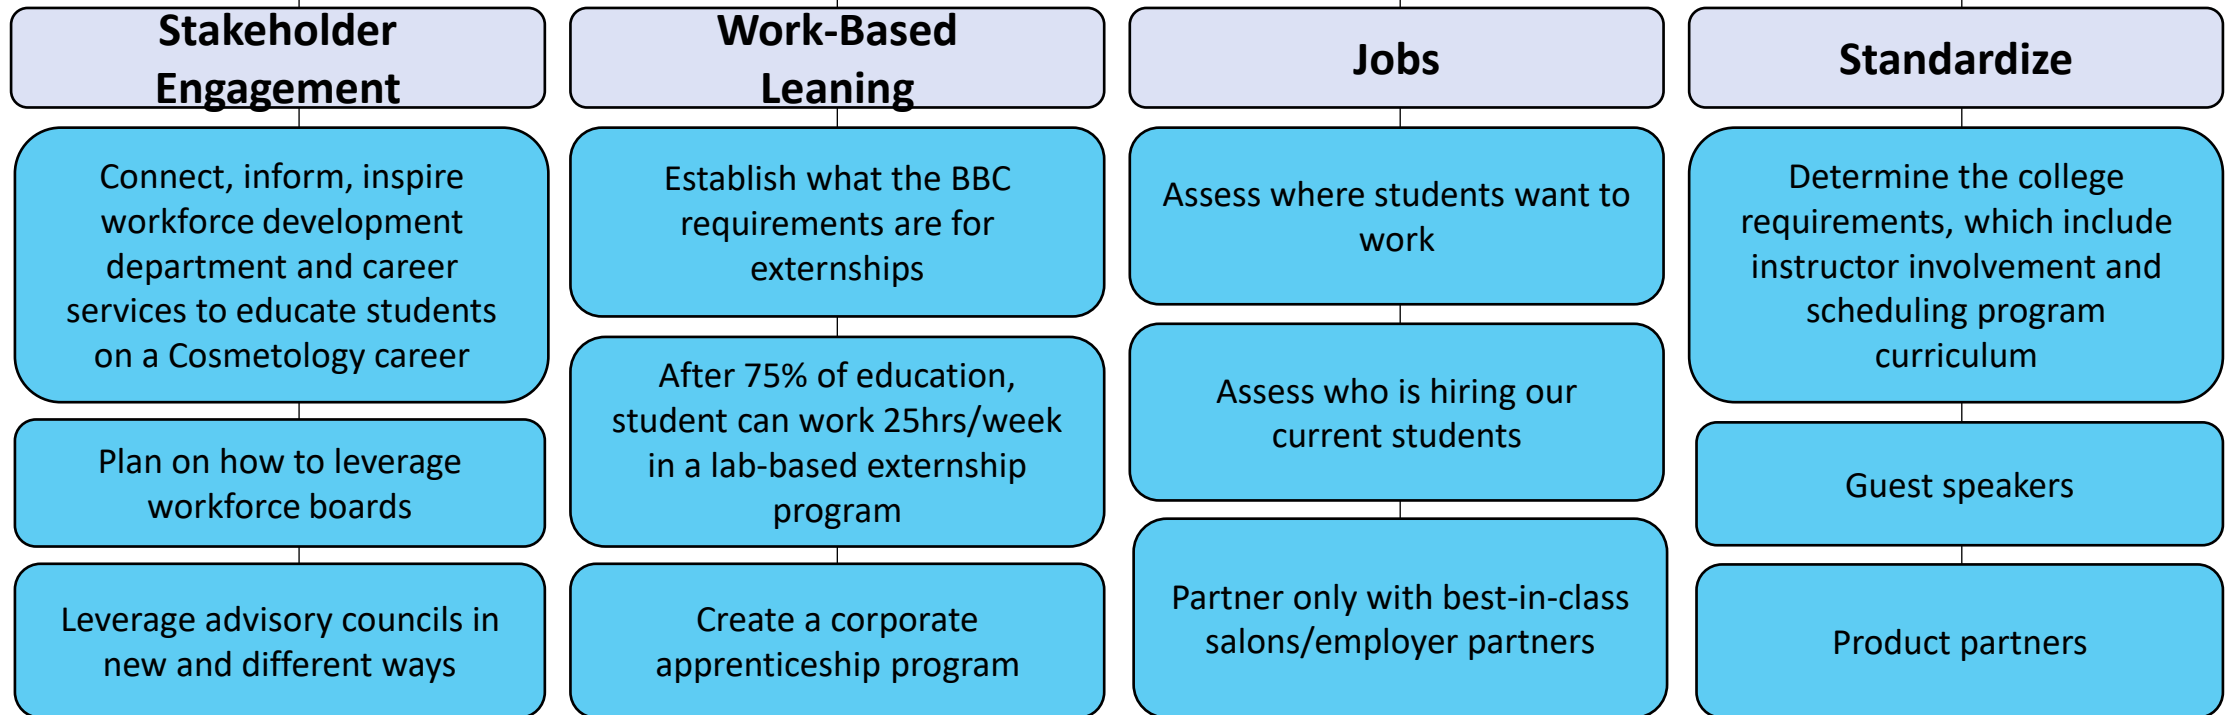 Stakeholder
Engagement
Connect, inform, inspire
workforce development
department and career
services to educate students
on a Cosmetology career
Plan on how to leverage
workforce boards
Leverage advisory councils in
new and different ways
Work-Based
Leaning
Establish what the BBC
requirements are for
externships
After 75% of education,
student can work 25hrs/week
in a lab-based externship
program
Create a corporate
apprenticeship program
Jobs
Assess where students want to
work
Assess who is hiring our
current students
Partner only with best-in-class
salons/employer partners
Standardize
Determine the college
requirements, which include
instructor involvement and
scheduling program
curriculum
Guest speakers
Product partners